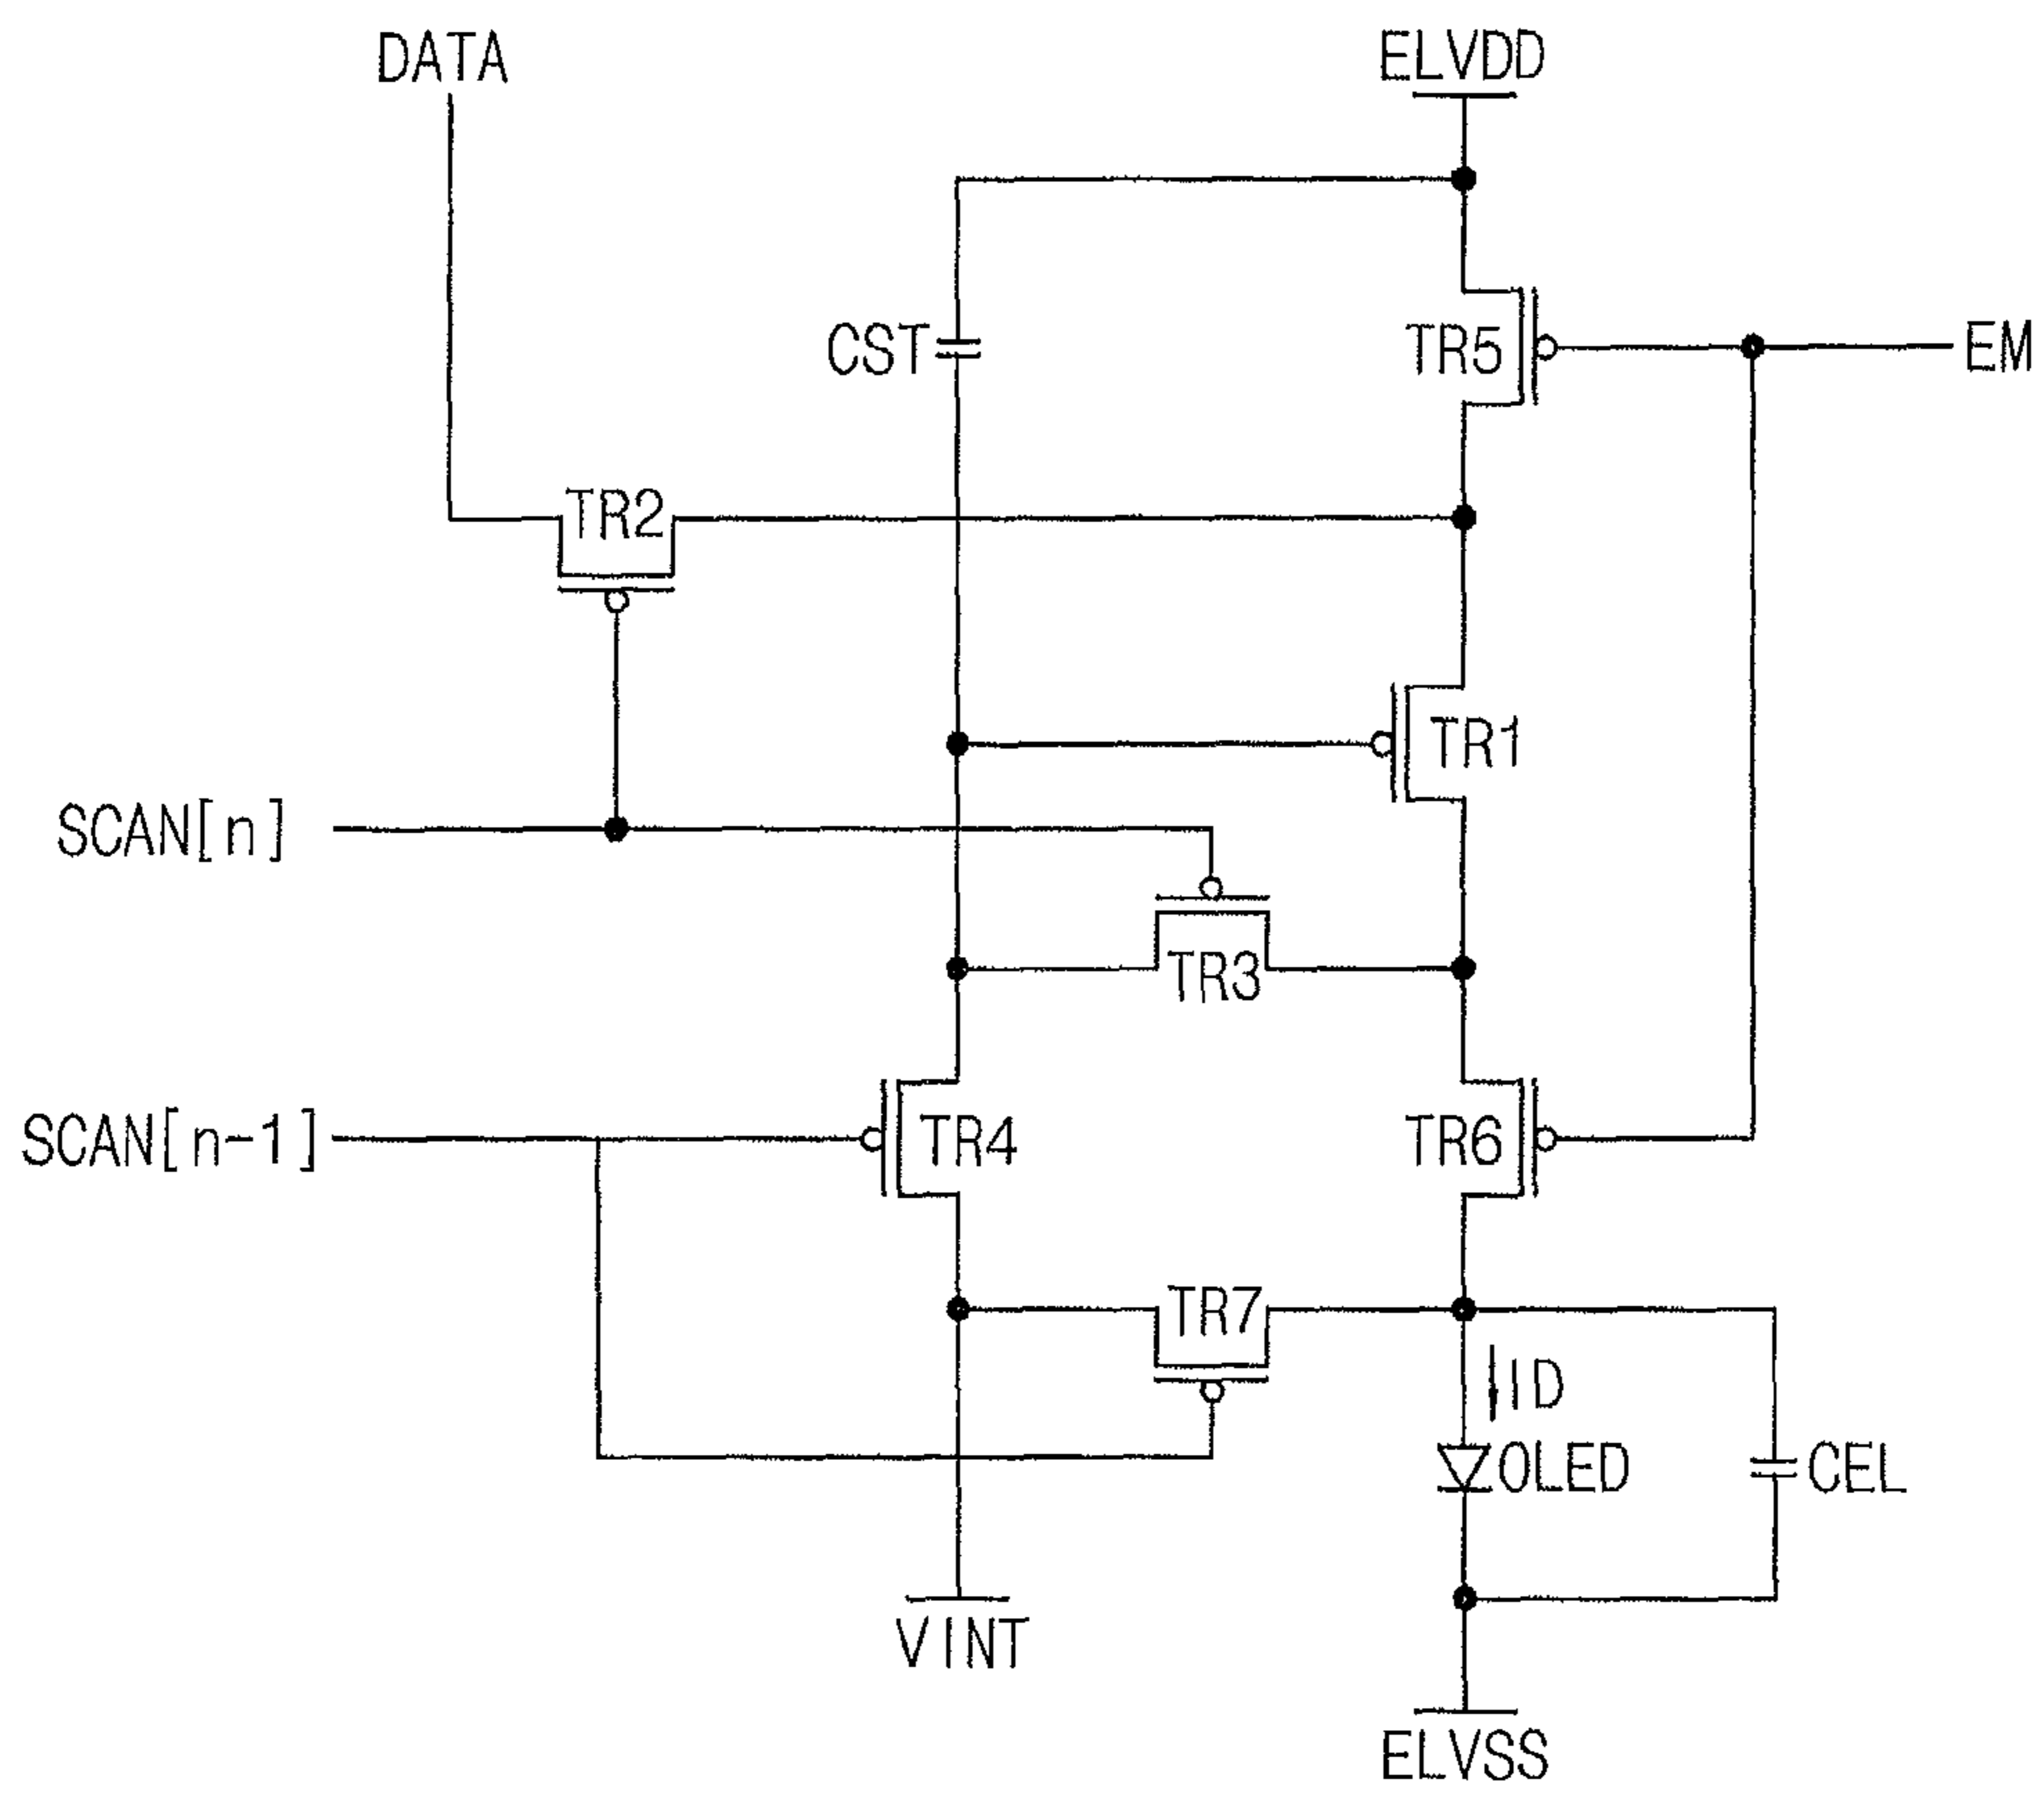 DATA
ELVDD
CST
TR5
EM
TR2
TR1
SCAN[n]
TR3
SCAN[n-1]
TR4
TR6
TR7
ID
OLED
CEL
VINT
ELVSS